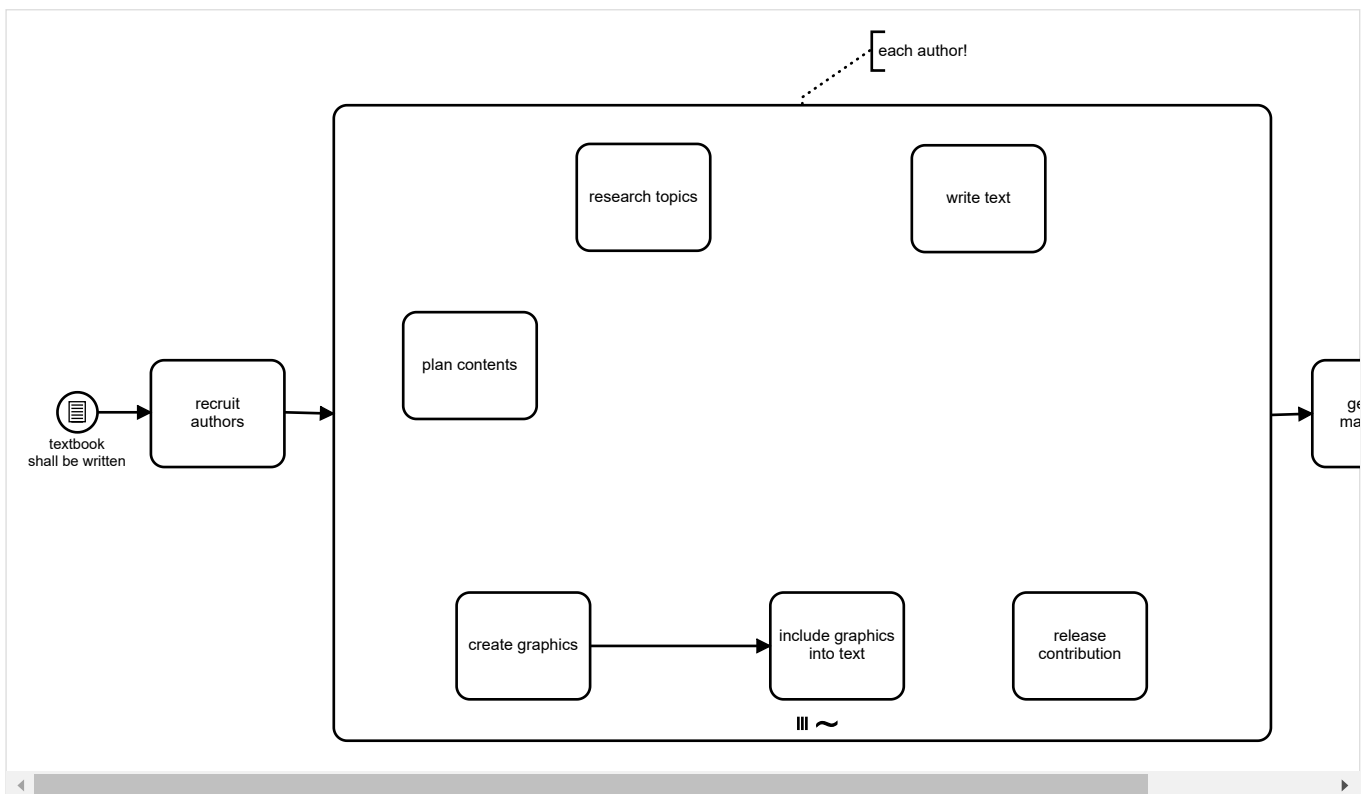 each author!
research topics
write text
plan contents
recruit
authors
textbook
shall be written
create graphics
include graphics
into text
release
contribution